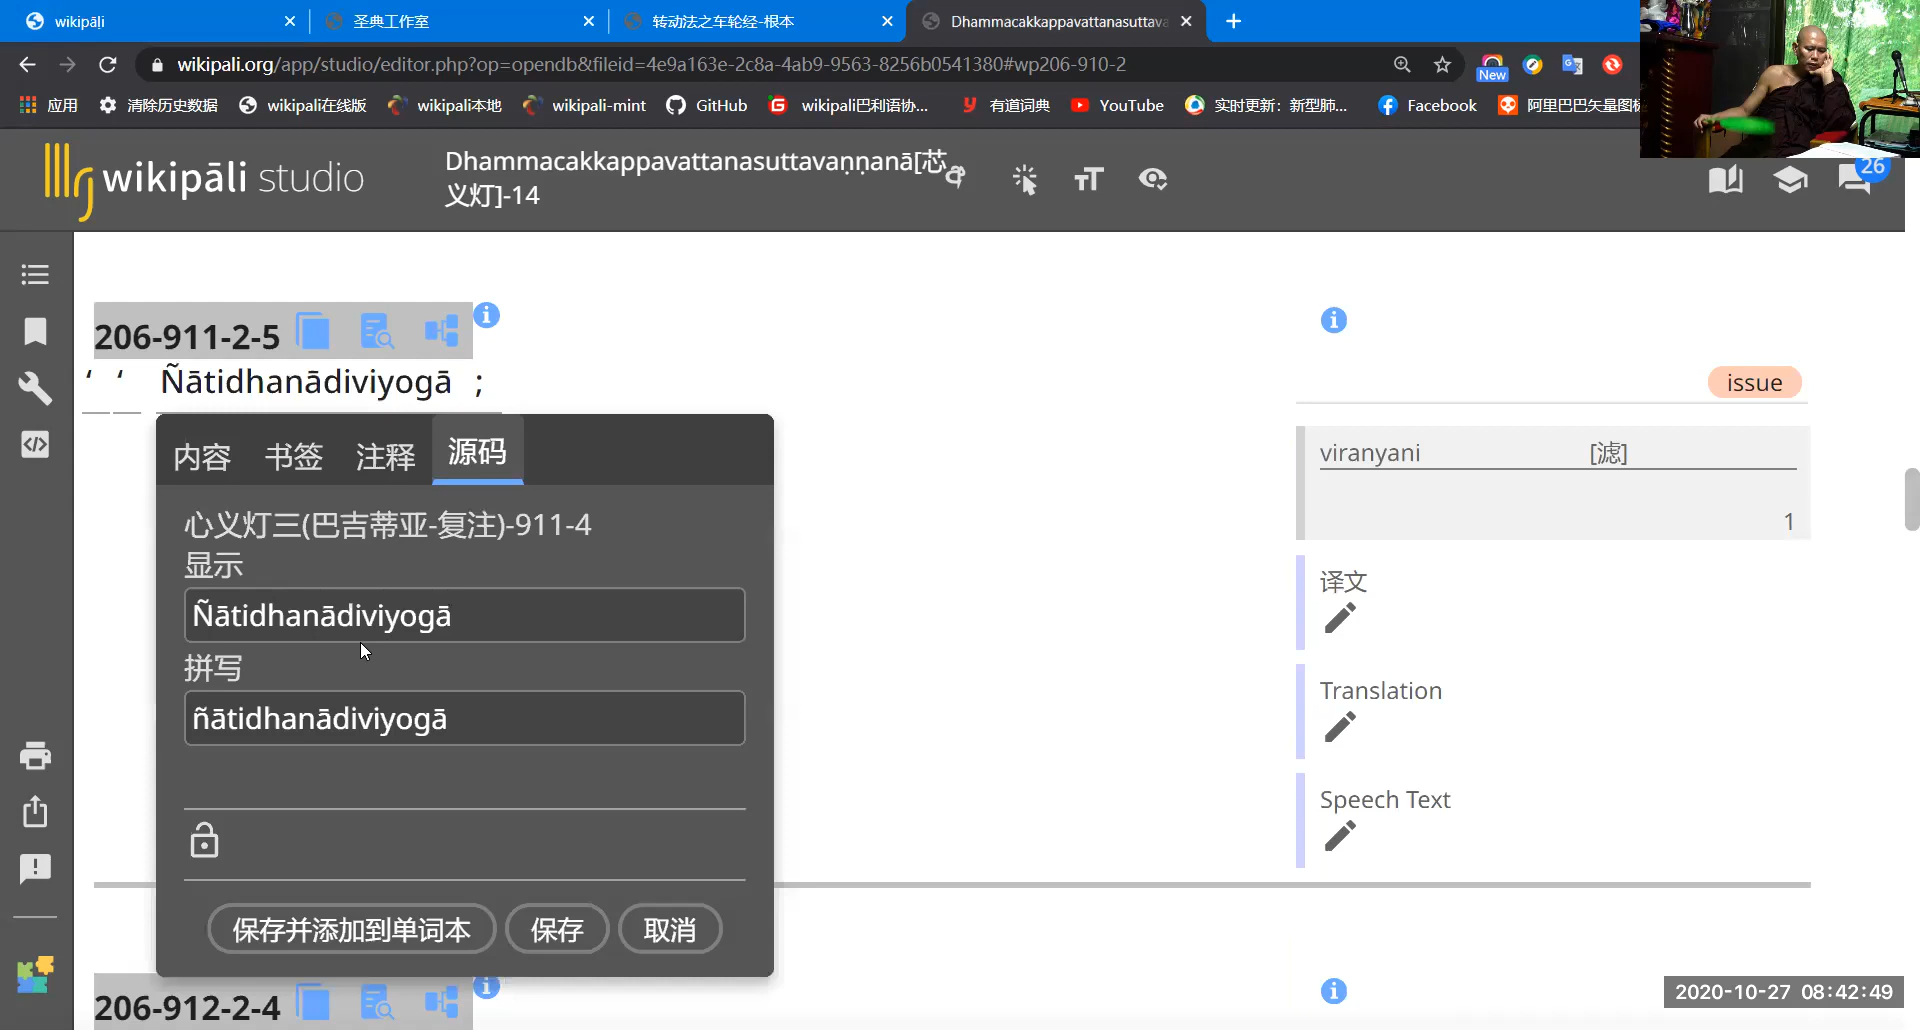 wikipāḷi
圣典工作室
转动法之车轮经-根本
Dhammacakkappavattanasuttava
wikipali.org/app/studio/editor.php?op=opendb&fileid=4e9a163e-2c8a-4ab9-9563-8256b0541380#wp206-910-2
New
应用
清除历史数据
wikipali在线版
wikipali本地
wikipali-mint
GitHub
wikipali巴利语协...
有道词典
YouTube
实时更新：新型肺...
Facebook
阿里巴巴矢量图标
wikipāli studio
Dhammacakkappavattanasuttavaṇṇanā[芯
义灯]-14
26
206-911-2-5
‘ ‘ Ñātidhanādiviyogā ;
issue
内容 书签 注释 源码
心义灯三(巴吉蒂亚-复注)-911-4
显示
Ñātidhanādiviyogā
拼写
ñātidhanādiviyogā
保存并添加到单词本 保存 取消
viranyani [滤]
1
译文
Translation
Speech Text
206-912-2-4
2020-10-27 08:42:49